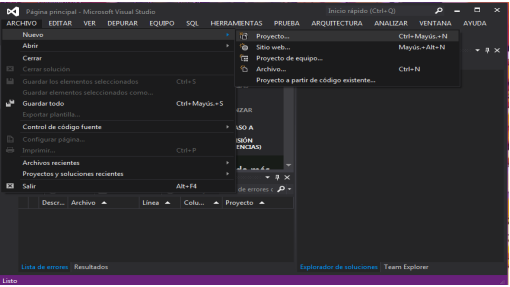 Página principal - Microsoft Visual Studio
Inicio rápido (Ctrl+Q)
ARCHIVO EDITAR VER DEPURAR EQUIPO SQL HERRAMIENTAS PRUEBA ARQUITECTURA ANALIZAR VENTANA AYUDA
Nuevo
Abrir
Cerrar
Cerrar solución
Guardar los elementos seleccionados Ctrl+S
Guardar elementos seleccionados como...
Guardar todo Ctrl+Mayús.+S
Exportar plantilla...
Control de código fuente
Configurar página...
Imprimir... Ctrl+P
Archivos recientes
Proyectos y soluciones recientes
Salir Alt+F4
Proyecto... Ctrl+Mayús.+N
Sitio web... Mayús.+Alt+N
Proyecto de equipo...
Archivo... Ctrl+N
Proyecto a partir de código existente...
IZAR
ASO A
SIÓN
ENCIAS)
de errores
Descr... Archivo Línea Colu... Proyecto
Lista de errores Resultados
Explorador de soluciones Team Explorer
Listo